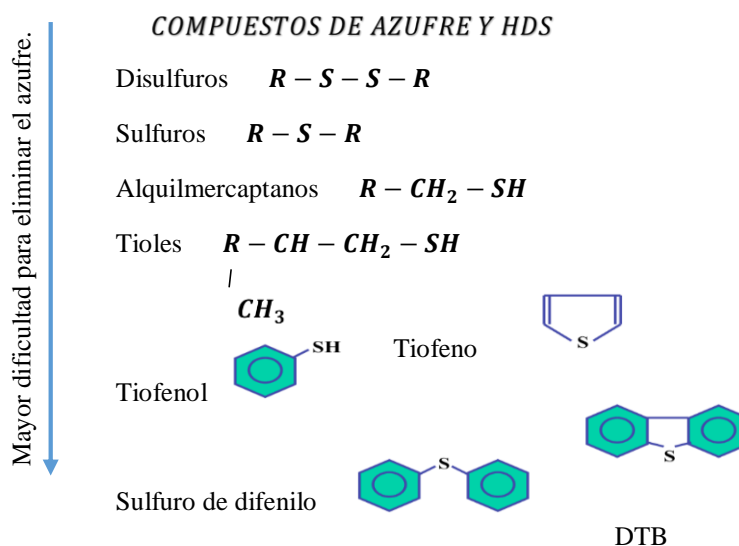 COMPUESTOS DE AZUFRE Y HDS
Mayor dificultad para eliminar el azufre.
Disulfuros R − S − S − R
Sulfuros R − S − R
Alquilmercaptanos R − CH₂ − SH
Tioles R − CH − CH₂ − SH
/
CH₃
Tiofenol SH
Tiofeno S
Sulfuro de difenilo S
S
DTB